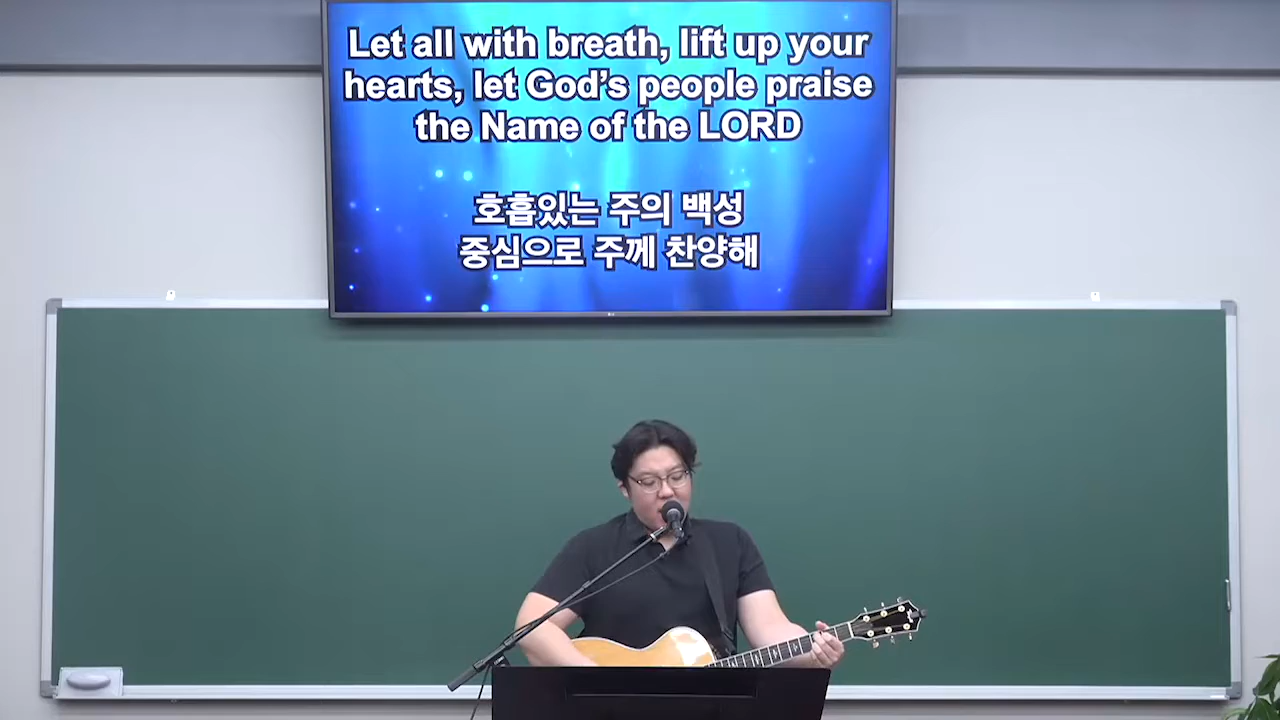 Let all with breath, lift up your
hearts, let God's people praise
the Name of the LORD
호흡있는 주의 백성
중심으로 주께 찬양해